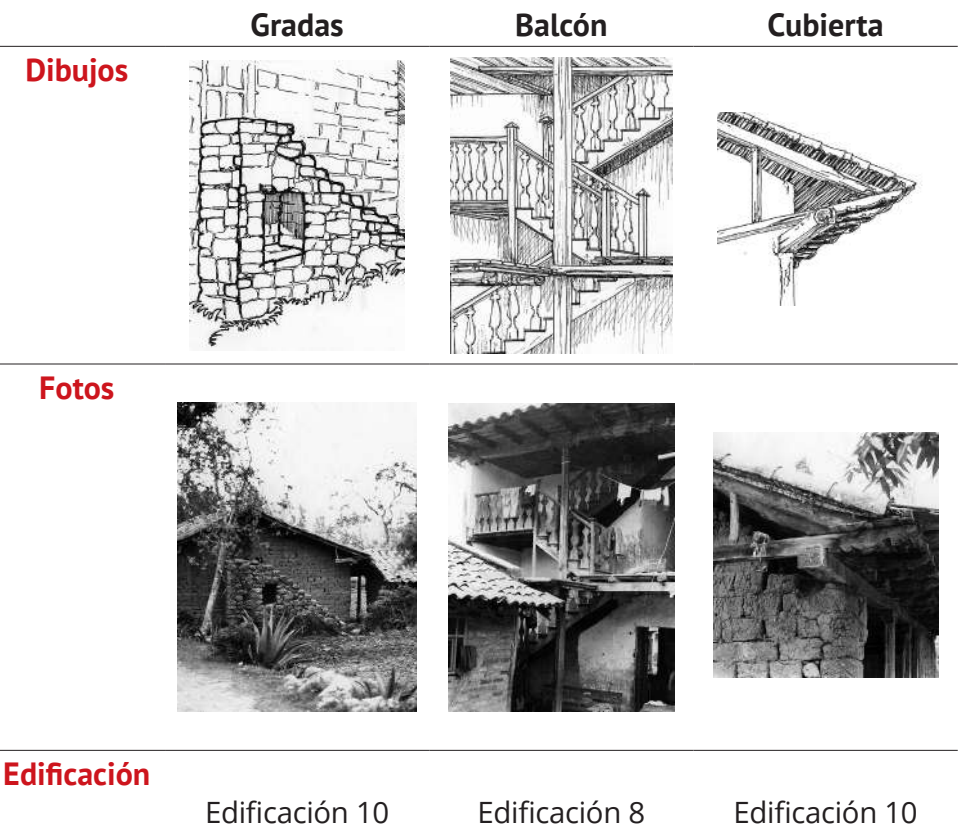 Gradas Balcón Cubierta
Dibujos
Fotos
Edificación
Edificación 10 Edificación 8 Edificación 10